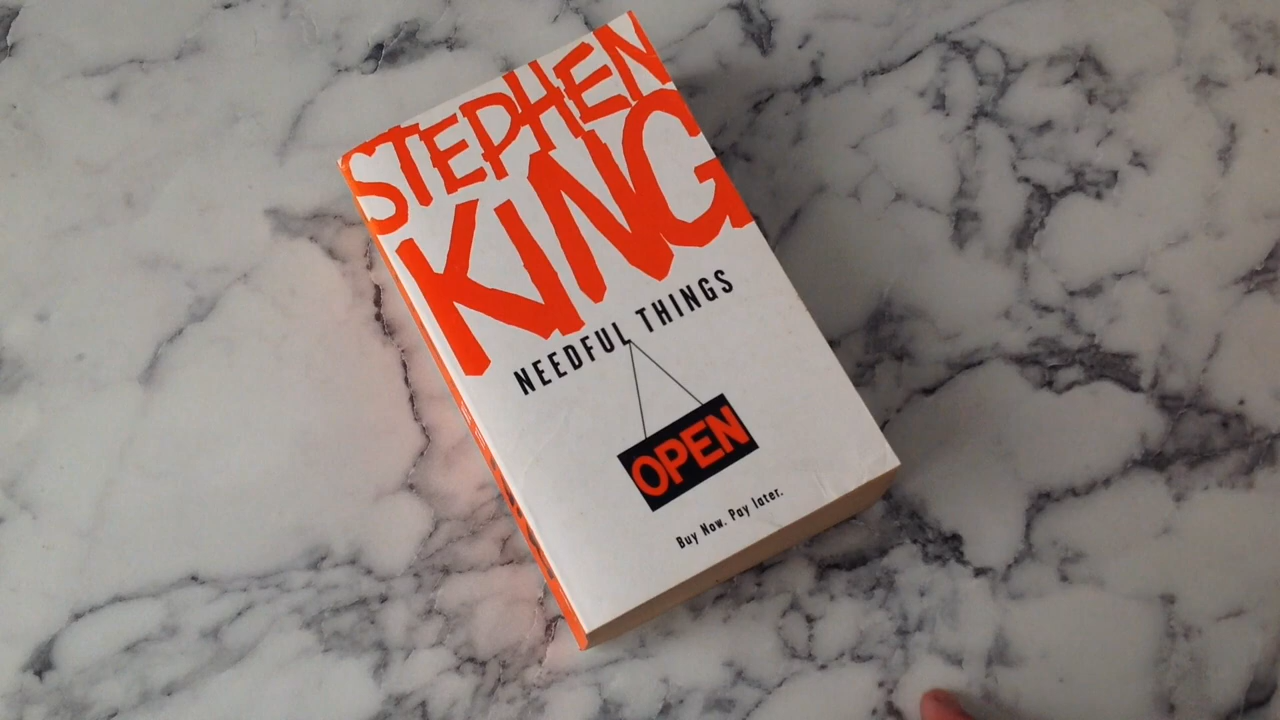 STEPHEN
KING
NEEDFUL THINGS
OPEN
Buy Now. Pay later.